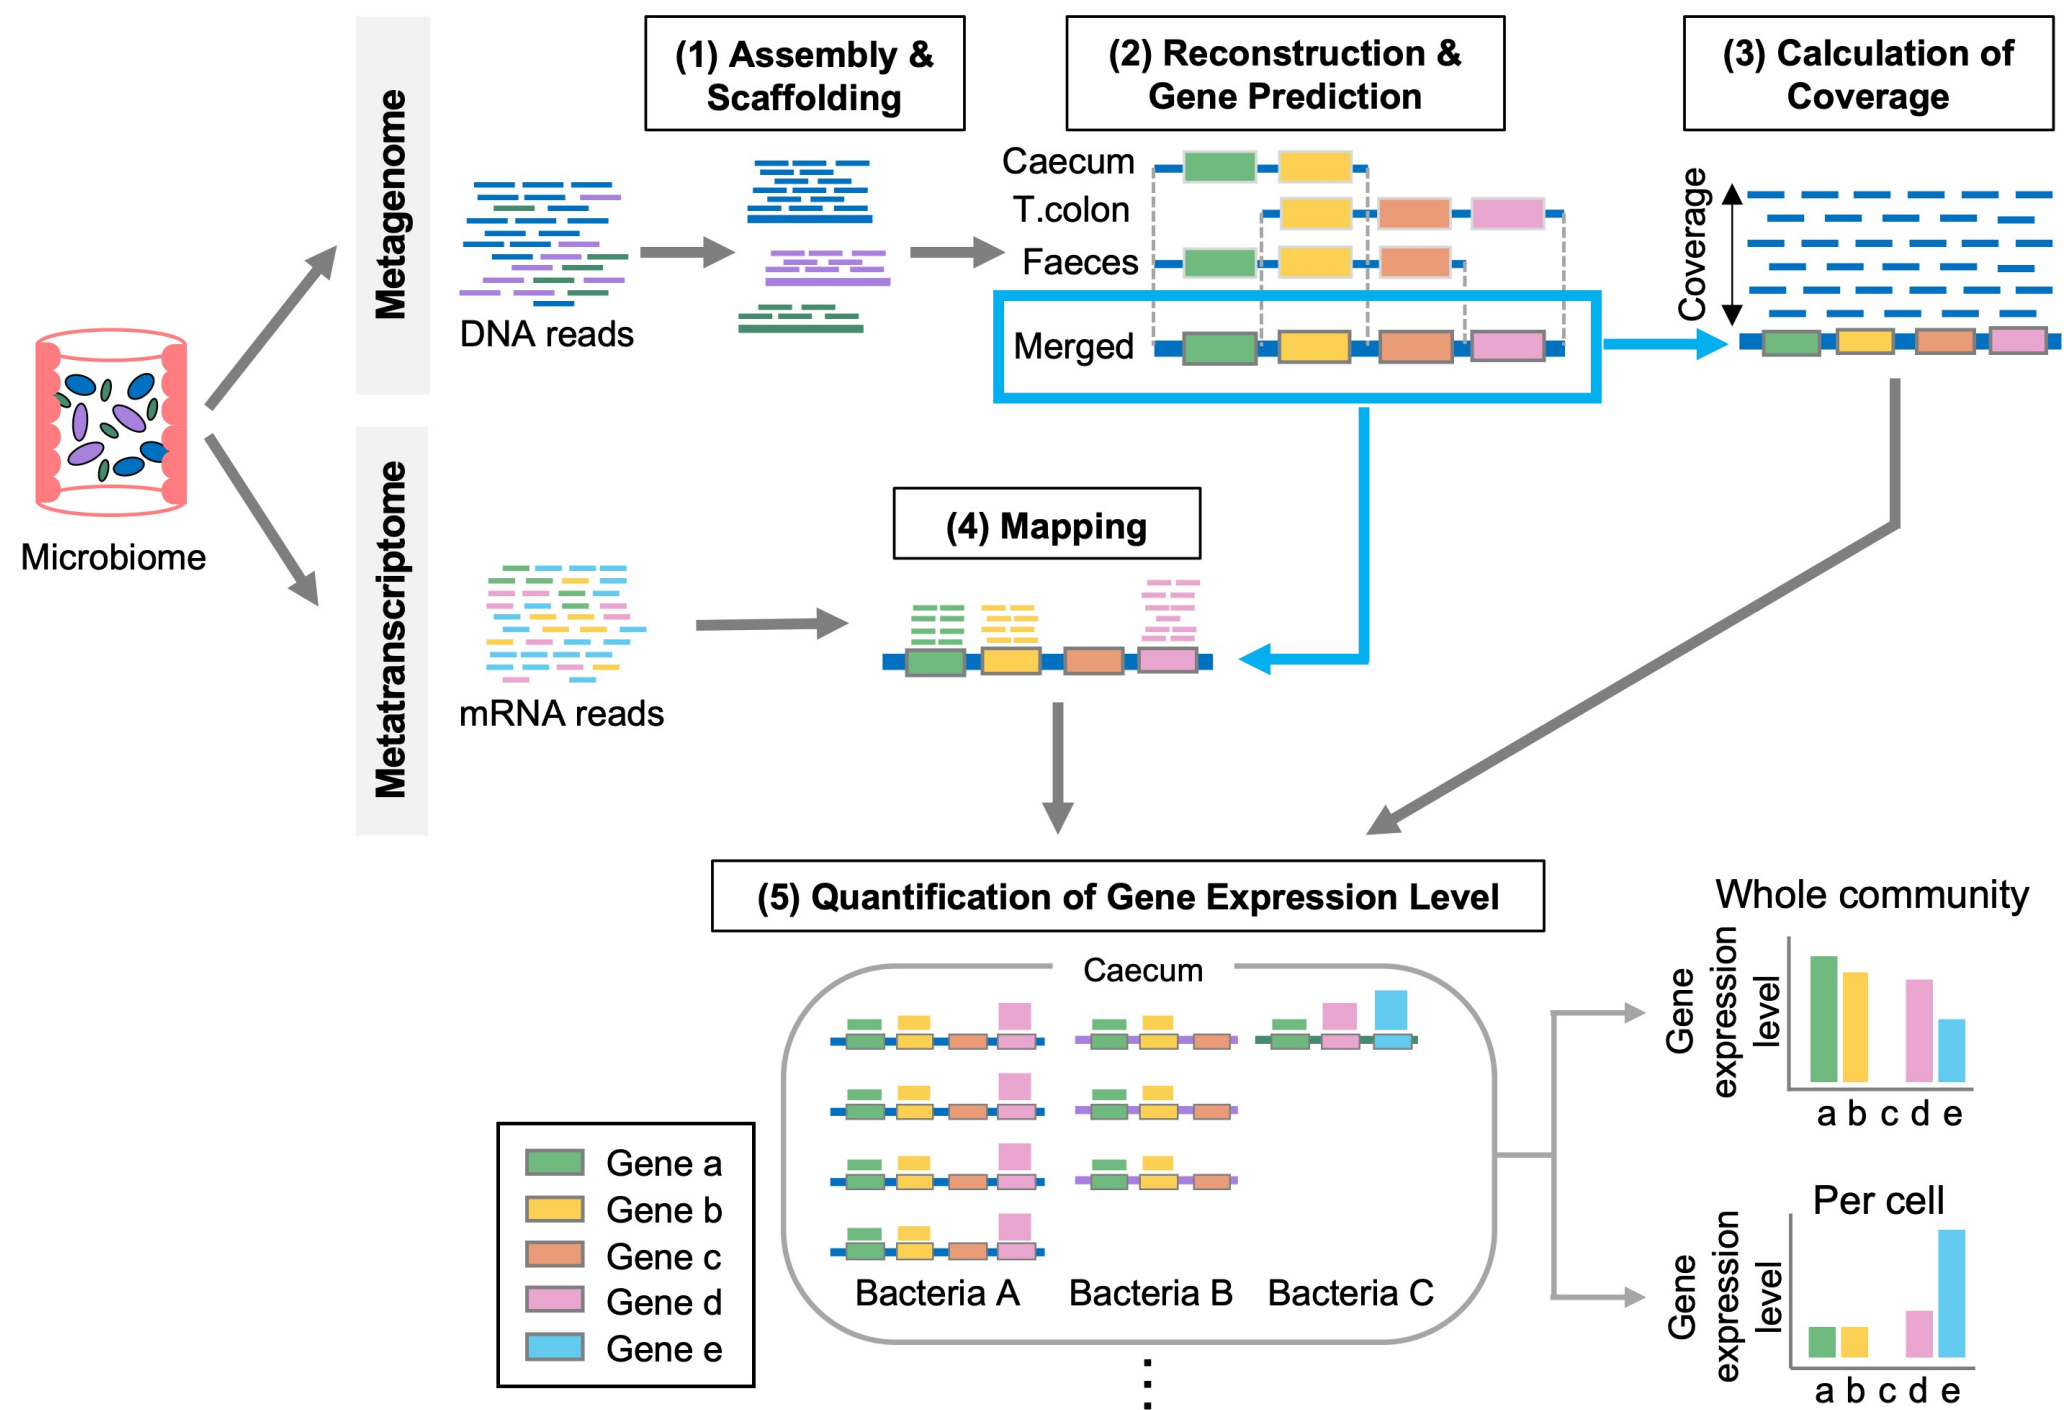 Metagenome
Metatranscriptome
Microbiome
(1) Assembly &
Scaffolding
DNA reads
(2) Reconstruction &
Gene Prediction
Caecum
T.colon
Faeces
Merged
(3) Calculation of
Coverage
Coverage
(4) Mapping
mRNA reads
(5) Quantification of Gene Expression Level
Caecum
Bacteria A
Bacteria B
Bacteria C
Gene a
Gene b
Gene c
Gene d
Gene e
Whole community
Gene
expression
level
a b c d e
Per cell
Gene
expression
level
a b c d e